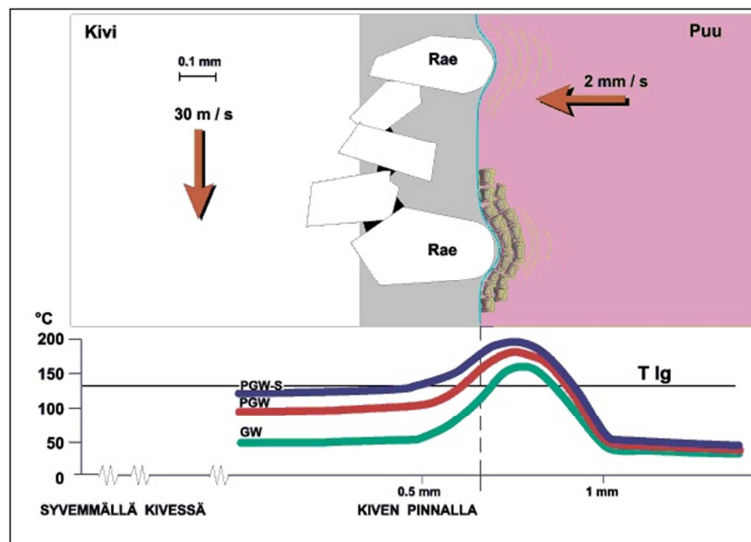 Kivi
Puu
Rae
0.1 mm
2 mm / s
30 m / s
Rae
°C
200
150
100
50
0
PGW-S
PGW
GW
T lg
0.5 mm
1 mm
SYVEMMÄLLÄ KIVESSÄ
KIVEN PINNALLA